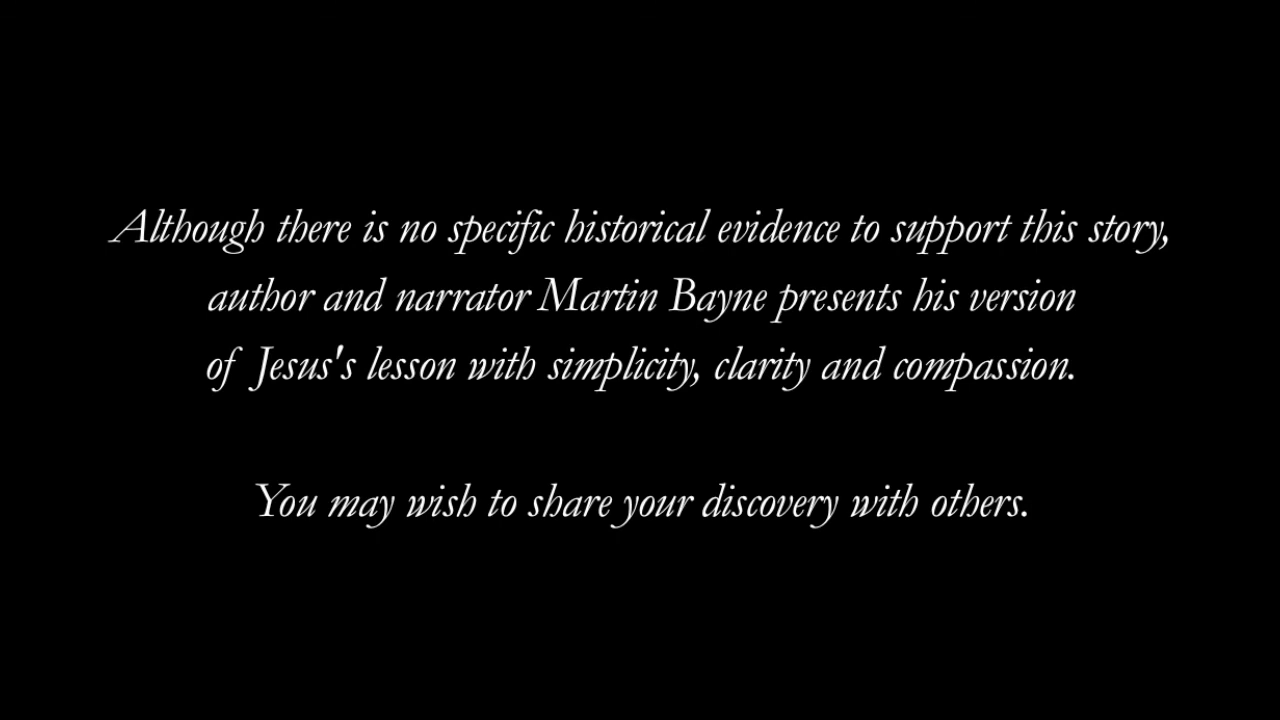 Although there is no specific historical evidence to support this story,
author and narrator Martin Bayne presents his version
of Jesus's lesson with simplicity, clarity and compassion.
You may wish to share your discovery with others.